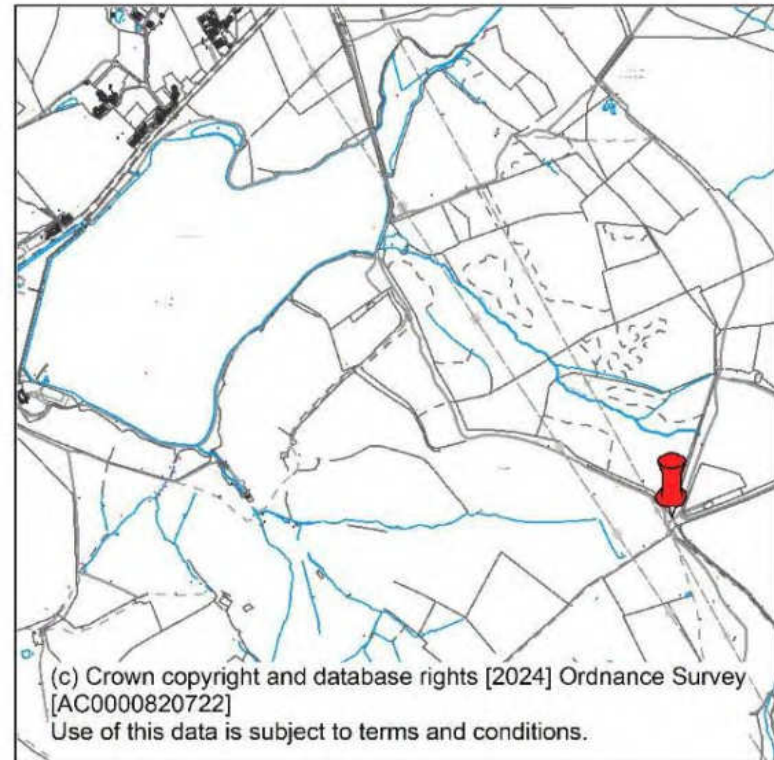 (c) Crown copyright and database rights [2024] Ordnance Survey
[AC0000820722]
Use of this data is subject to terms and conditions.